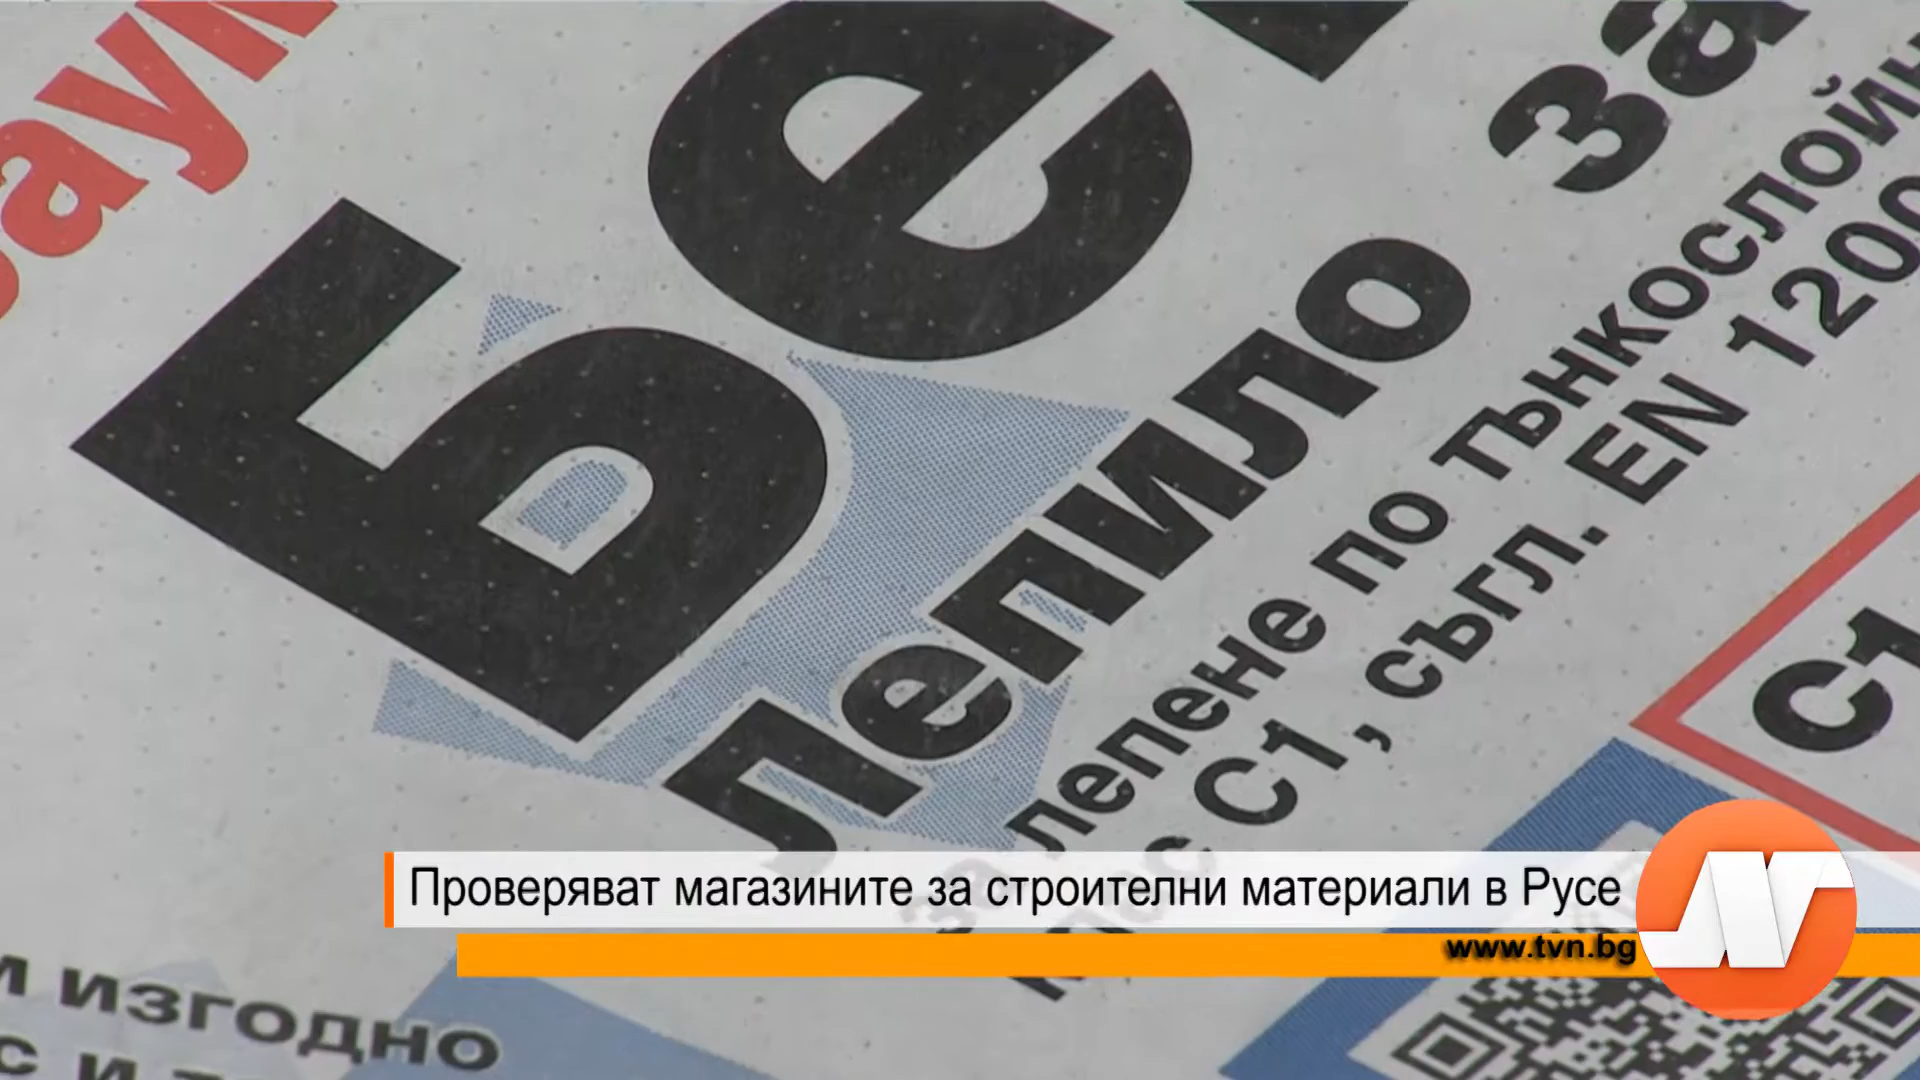 Лепило за
за лепене по тънкослойн
C1, съгл. EN 1200
C1
Проверяват магазините за строителни материали в Русе
www.tvn.bg
изгодно